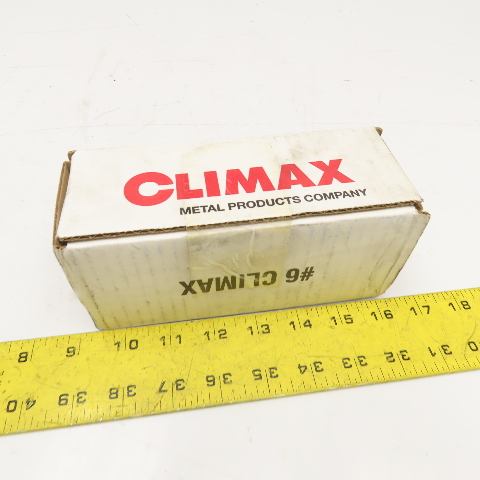 CLIMAX
METAL PRODUCTS COMPANY
#6 CLIMAX
8 9 10 11 12 13 14 15 16 17 18
40 39 38 37 36 35 34 33 32 31 30